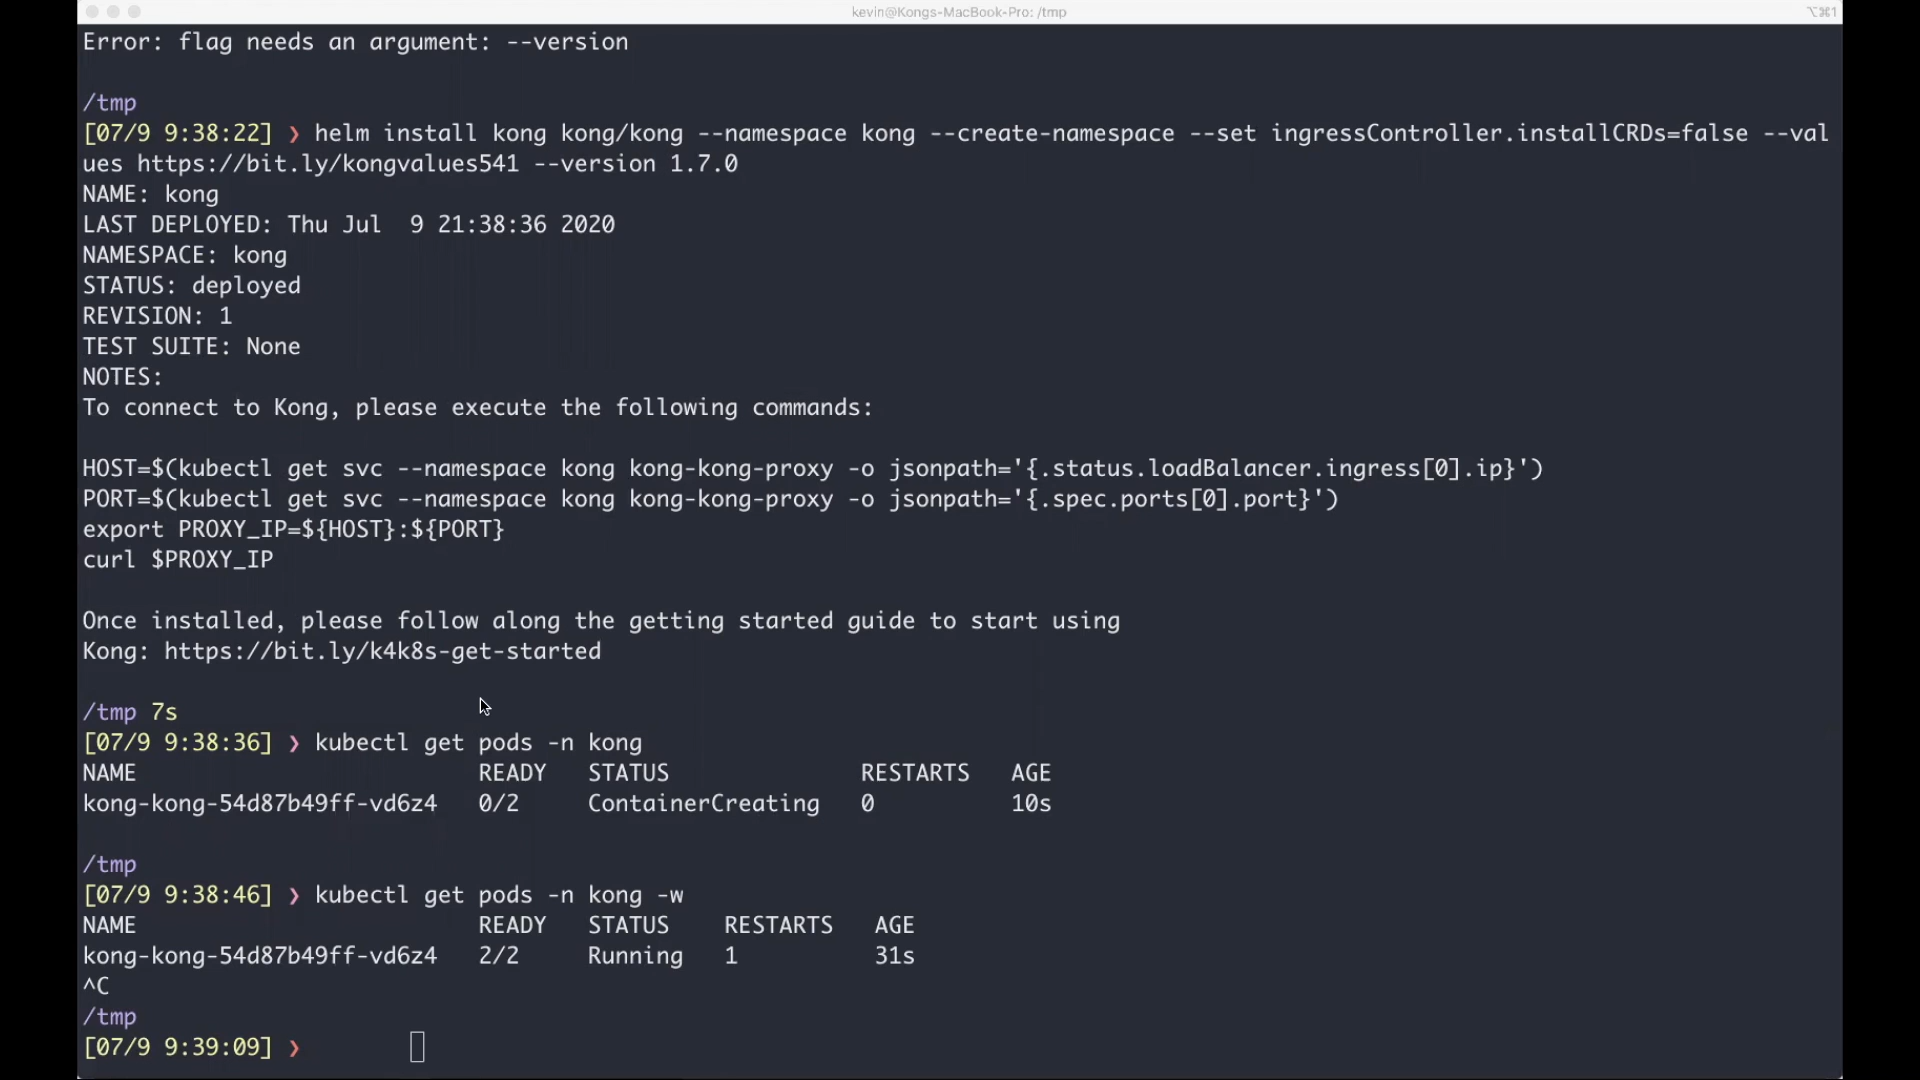 kevin@Kongs-MacBook-Pro: /tmp
⌥⌘1
Error: flag needs an argument: --version
/tmp
[07/9 9:38:22] ❯ helm install kong kong/kong --namespace kong --create-namespace --set ingressController.installCRDs=false --val
ues https://bit.ly/kongvalues541 --version 1.7.0
NAME: kong
LAST DEPLOYED: Thu Jul  9 21:38:36 2020
NAMESPACE: kong
STATUS: deployed
REVISION: 1
TEST SUITE: None
NOTES:
To connect to Kong, please execute the following commands:
HOST=$(kubectl get svc --namespace kong kong-kong-proxy -o jsonpath='{.status.loadBalancer.ingress[0].ip}')
PORT=$(kubectl get svc --namespace kong kong-kong-proxy -o jsonpath='{.spec.ports[0].port}')
export PROXY_IP=${HOST}:${PORT}
curl $PROXY_IP
Once installed, please follow along the getting started guide to start using
Kong: https://bit.ly/k4k8s-get-started
/tmp 7s
[07/9 9:38:36] ❯ kubectl get pods -n kong
NAME                         READY   STATUS              RESTARTS   AGE
kong-kong-54d87b49ff-vd6z4   0/2     ContainerCreating   0          10s
/tmp
[07/9 9:38:46] ❯ kubectl get pods -n kong -w
NAME                         READY   STATUS    RESTARTS   AGE
kong-kong-54d87b49ff-vd6z4   2/2     Running   1          31s
^C
/tmp
[07/9 9:39:09] ❯